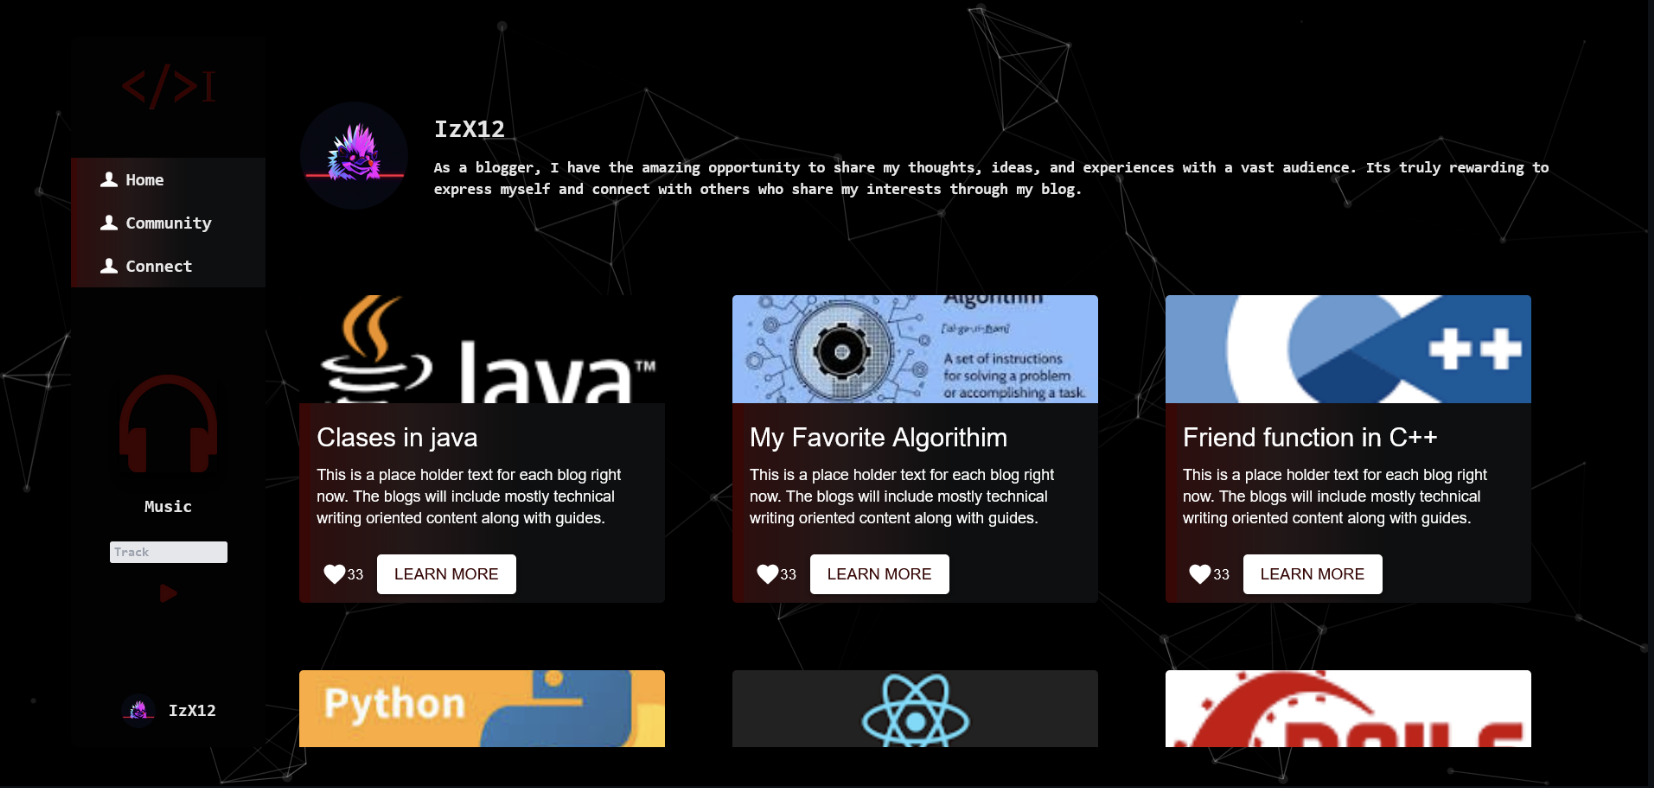 </>I
Home
Community
Connect
Music
Track
IzX12
IzX12
As a blogger, I have the amazing opportunity to share my thoughts, ideas, and experiences with a vast audience. Its truly rewarding to
express myself and connect with others who share my interests through my blog.
Java™
Clases in java
This is a place holder text for each blog right
now. The blogs will include mostly technical
writing oriented content along with guides.
33
LEARN MORE
Algorithm
A set of instructions
for solving a problem
or accomplishing a task.
My Favorite Algorithim
This is a place holder text for each blog right
now. The blogs will include mostly technical
writing oriented content along with guides.
33
LEARN MORE
++
Friend function in C++
This is a place holder text for each blog right
now. The blogs will include mostly technical
writing oriented content along with guides.
33
LEARN MORE
Python
RAILS